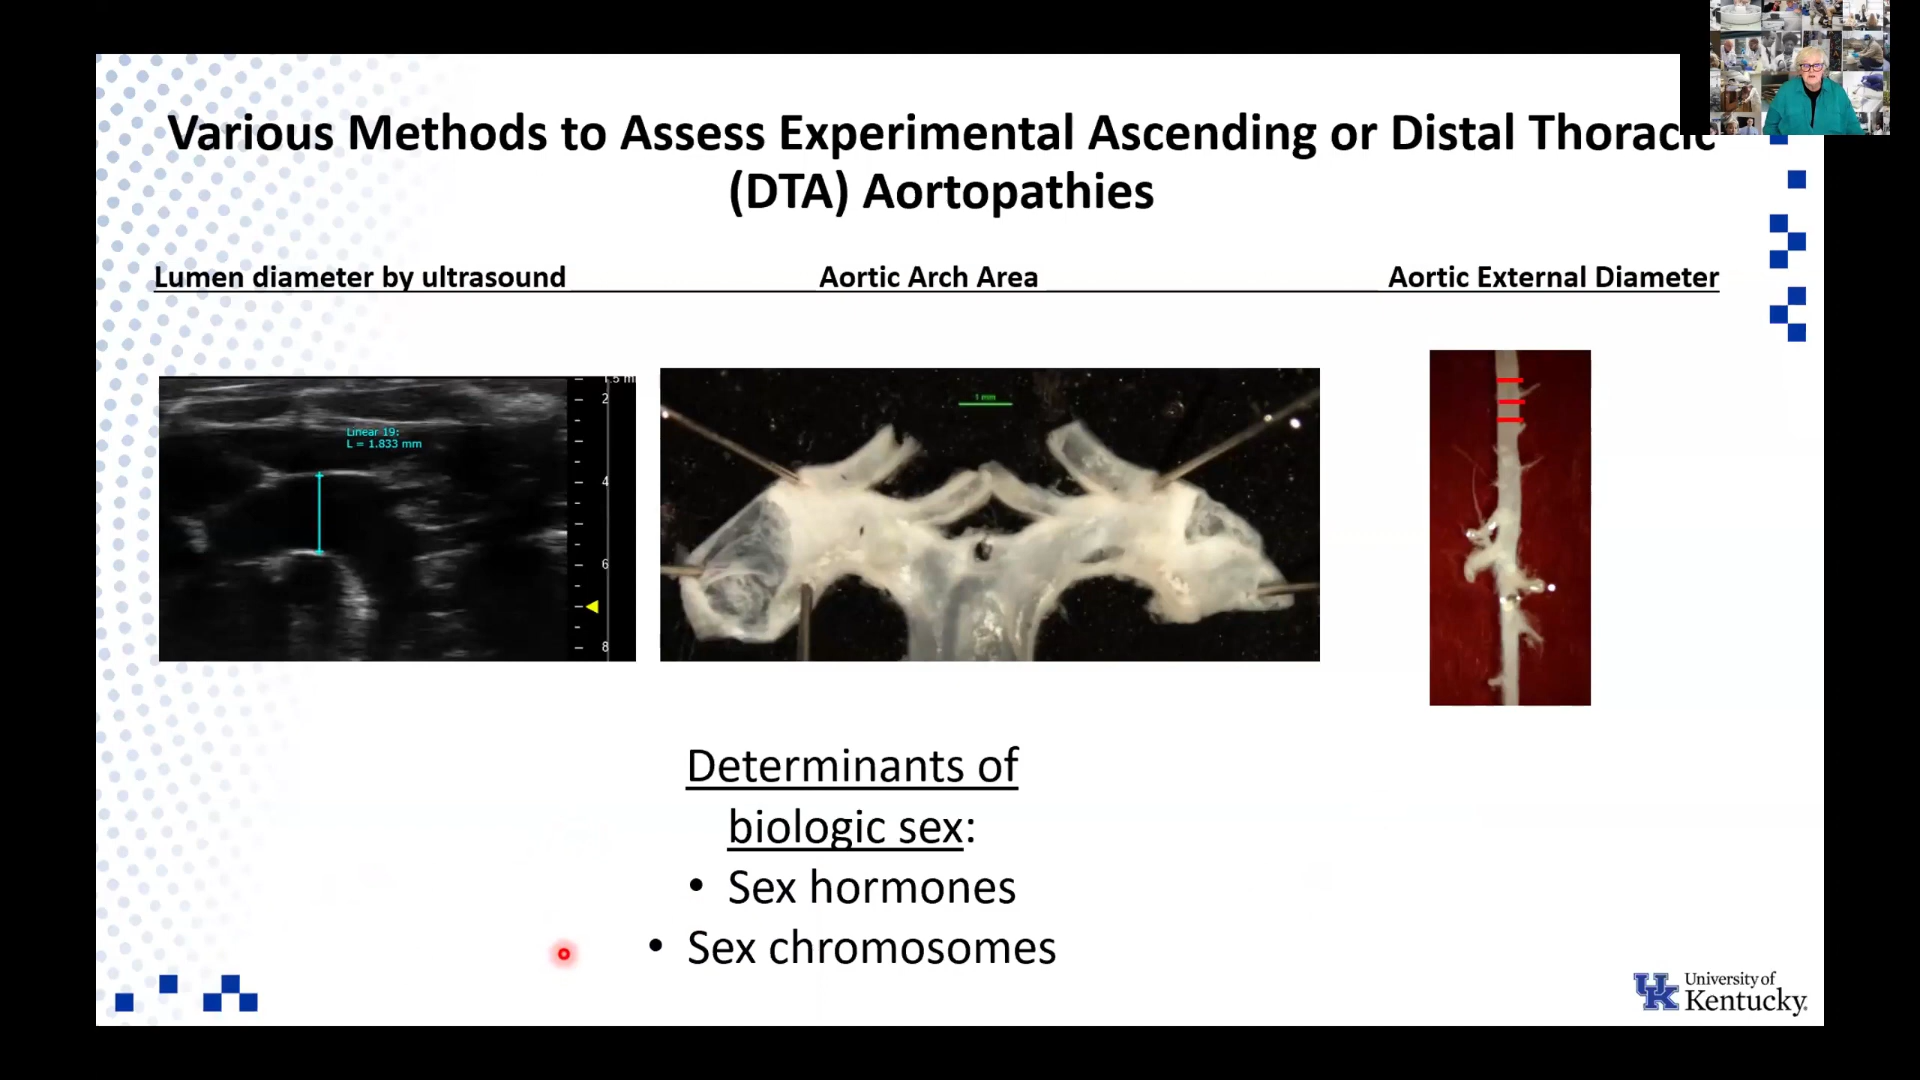 Various Methods to Assess Experimental Ascending or Distal Thoracic
(DTA) Aortopathies
Lumen diameter by ultrasound Aortic Arch Area Aortic External Diameter
Linear 19:
L = 1.833 mm
2
4
6
8
1 mm
Determinants of
biologic sex:
• Sex hormones
• Sex chromosomes
UK
University of
Kentucky